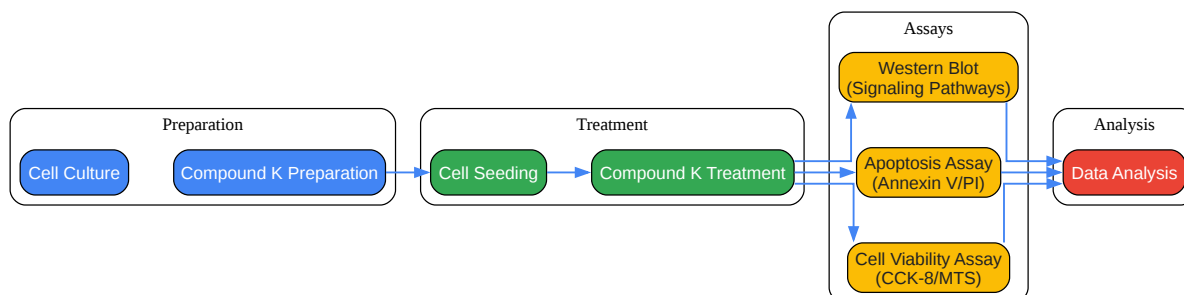 Preparation
Cell Culture
Compound K Preparation
Treatment
Cell Seeding
Compound K Treatment
Assays
Western Blot
(Signaling Pathways)
Apoptosis Assay
(Annexin V/PI)
Cell Viability Assay
(CCK-8/MTS)
Analysis
Data Analysis